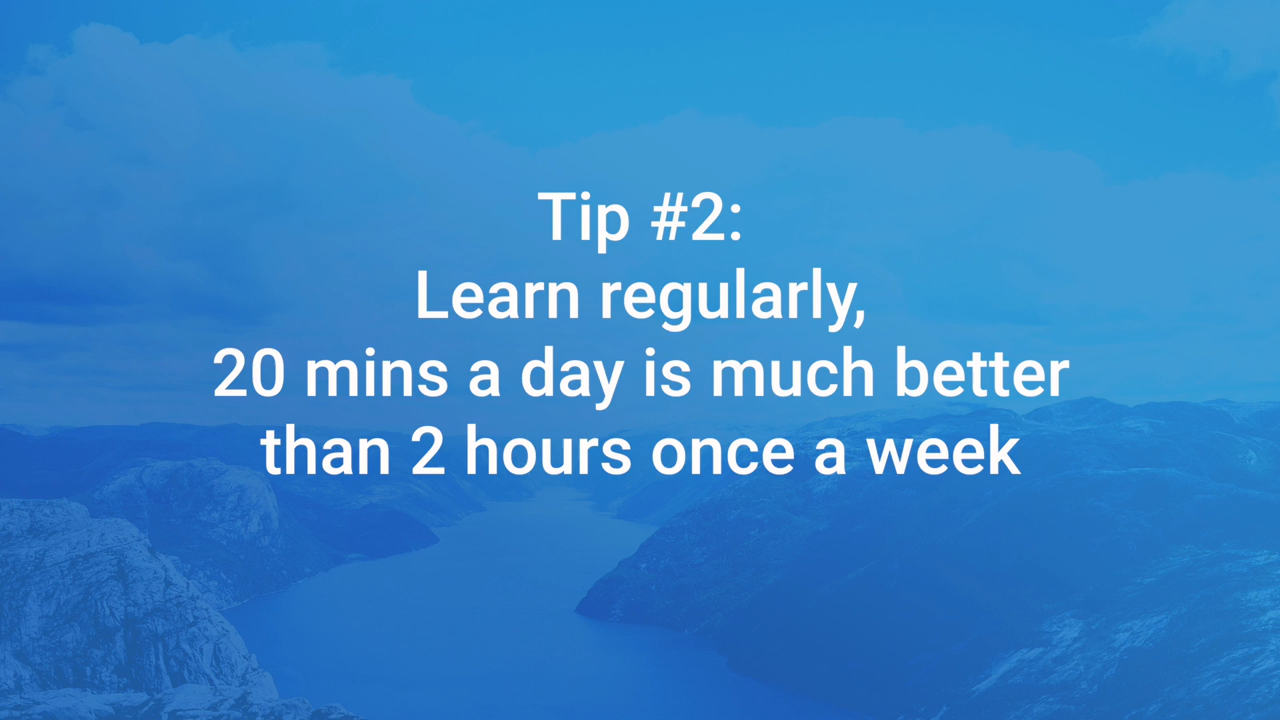 Tip #2:
Learn regularly,
20 mins a day is much better
than 2 hours once a week